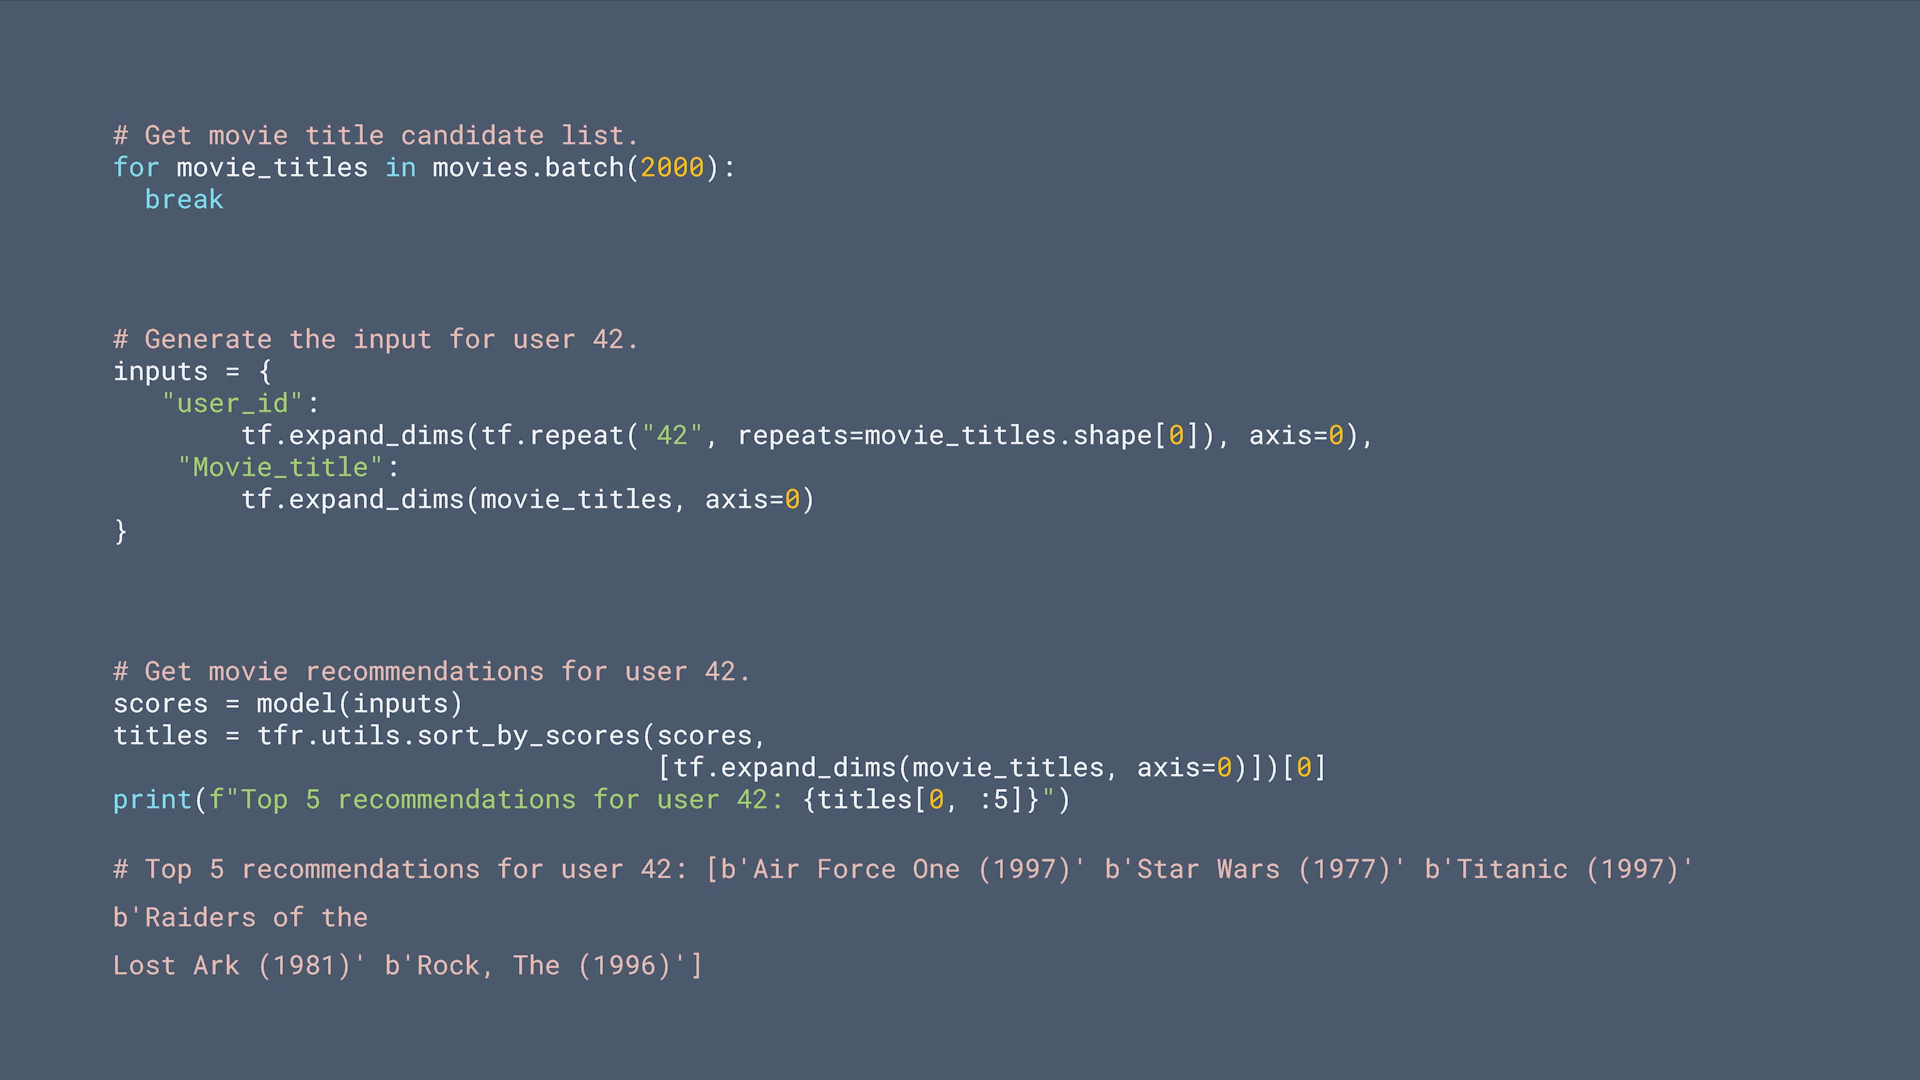 # Get movie title candidate list.
for movie_titles in movies.batch(2000):
  break
# Generate the input for user 42.
inputs = {
   "user_id":
        tf.expand_dims(tf.repeat("42", repeats=movie_titles.shape[0]), axis=0),
    "Movie_title":
        tf.expand_dims(movie_titles, axis=0)
}
# Get movie recommendations for user 42.
scores = model(inputs)
titles = tfr.utils.sort_by_scores(scores,
                                  [tf.expand_dims(movie_titles, axis=0)])[0]
print(f"Top 5 recommendations for user 42: {titles[0, :5]}")
# Top 5 recommendations for user 42: [b'Air Force One (1997)' b'Star Wars (1977)' b'Titanic (1997)'
b'Raiders of the
Lost Ark (1981)' b'Rock, The (1996)']